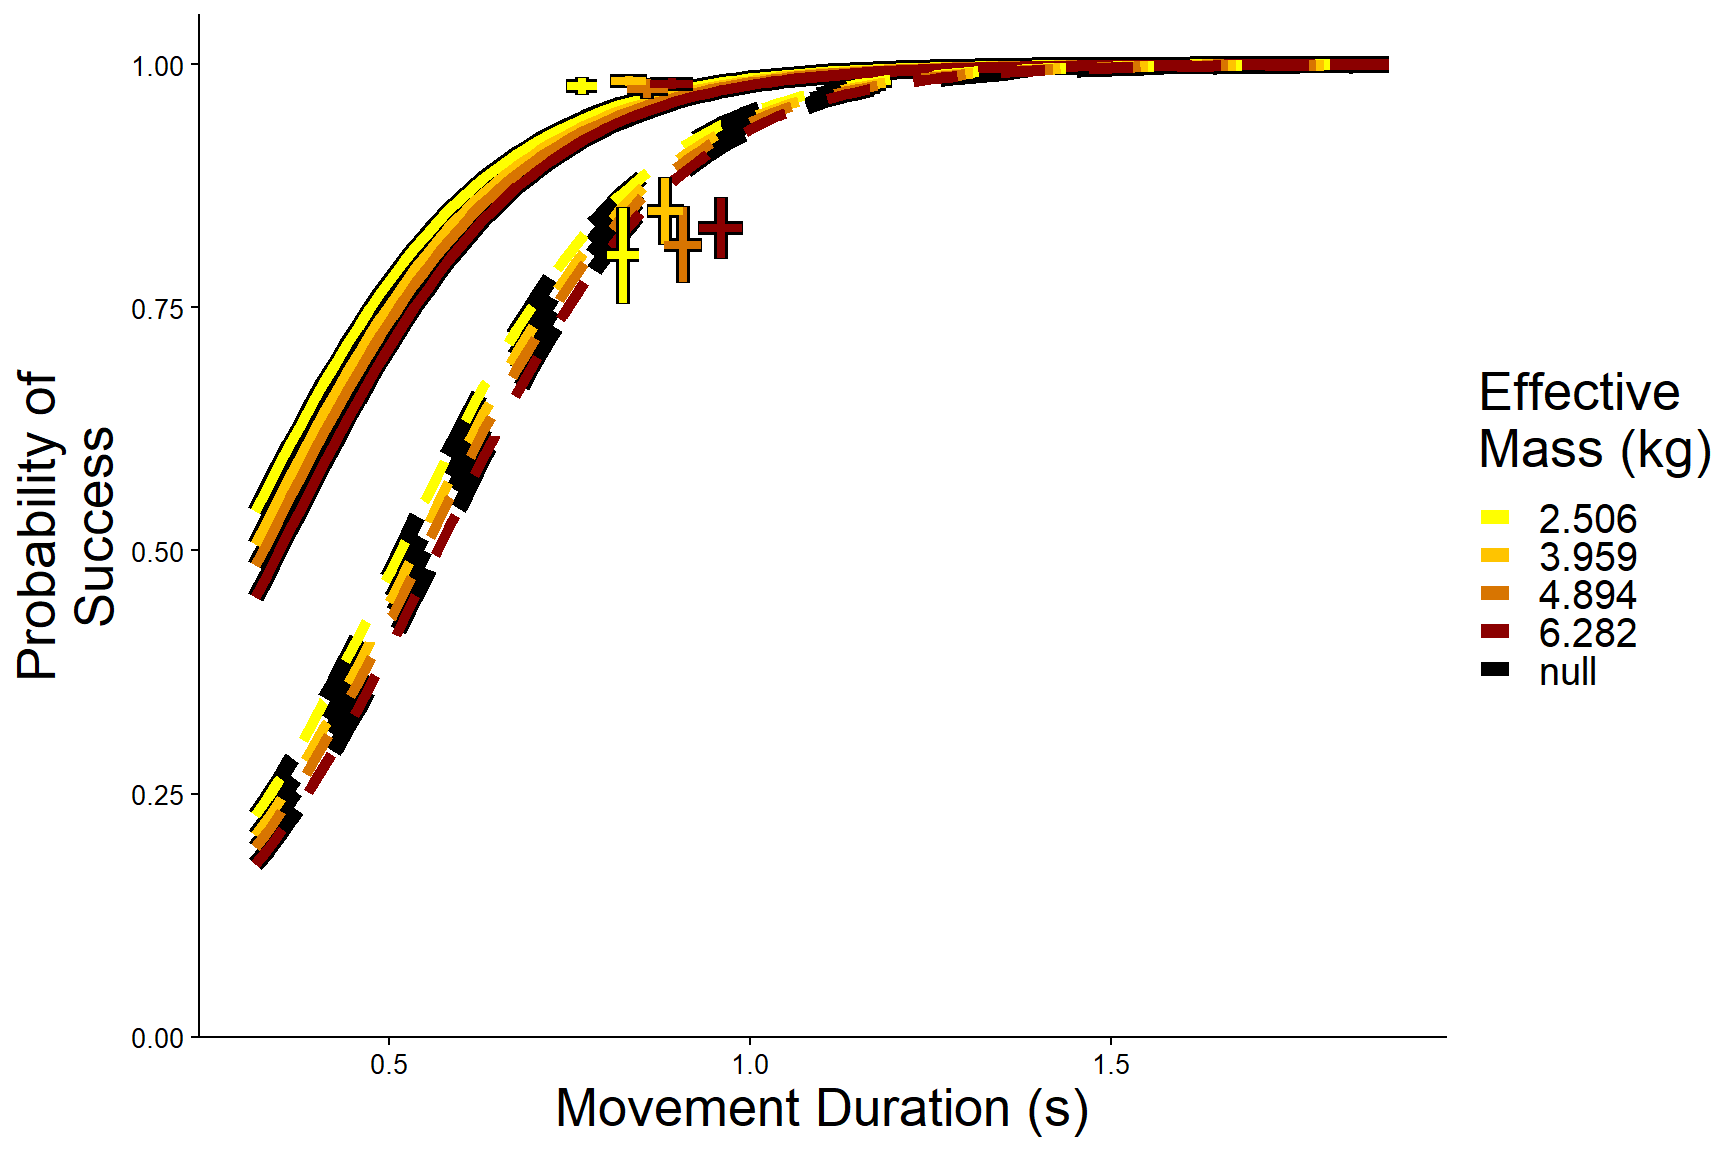 Probability of
Success
1.00
0.75
0.50
0.25
0.00
0.5
1.0
1.5
Movement Duration (s)
Effective
Mass (kg)
2.506
3.959
4.894
6.282
null